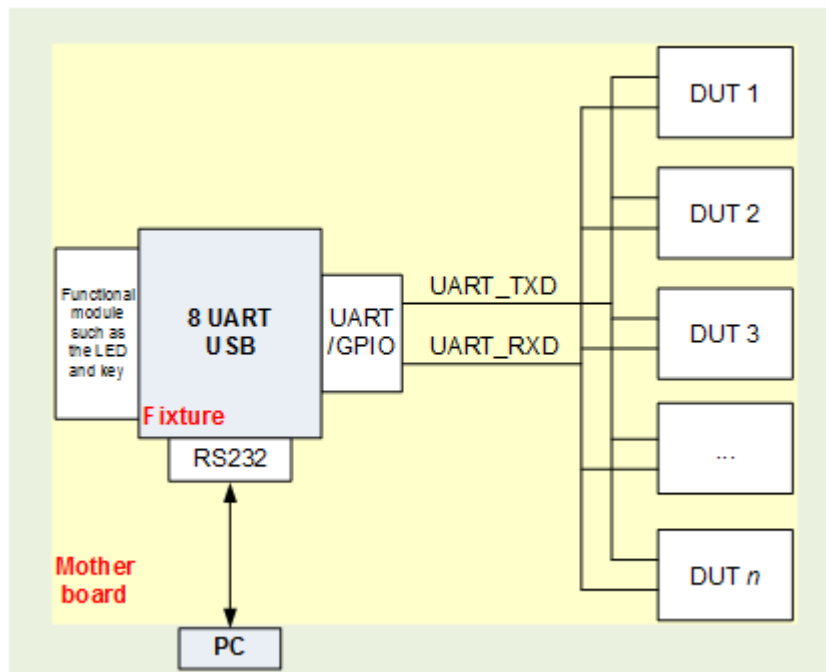 DUT 1
DUT 2
DUT 3
...
DUT n
Functional
module
such as
the LED
and key
8 UART
USB
Fixture
UART
/GPIO
UART_TXD
UART_RXD
RS232
Mother
board
PC